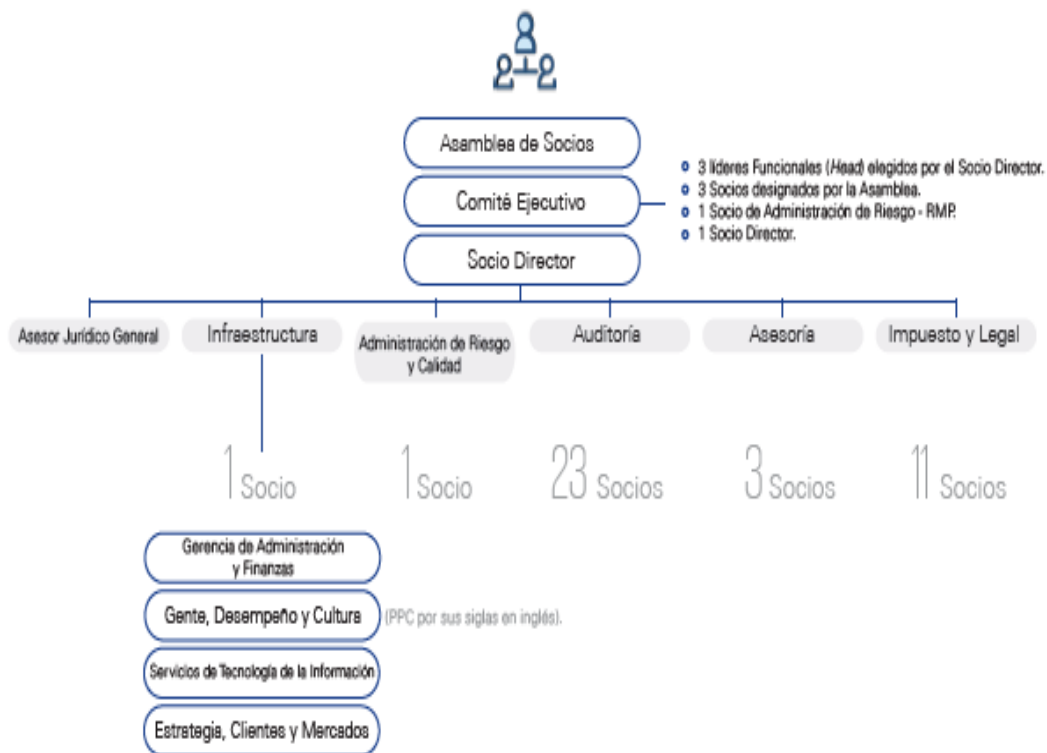 Asamblea de Socios
Comité Ejecutivo
3 líderes Funcionales (Head) elegidos por el Socio Director.
3 Socios designados por la Asamblea.
1 Socio de Administración de Riesgo - RMP.
1 Socio Director.
Socio Director
Asesor Jurídico General
Infraestructura
Administración de Riesgo
y Calidad
Auditoría
Asesoría
Impuesto y Legal
1 Socio
1 Socio
23 Socios
3 Socios
11 Socios
Gerencia de Administración
y Finanzas
Gente, Desempeño y Cultura
(PPC por sus siglas en inglés).
Servicios de Tecnología de la Información
Estrategia, Clientes y Mercados